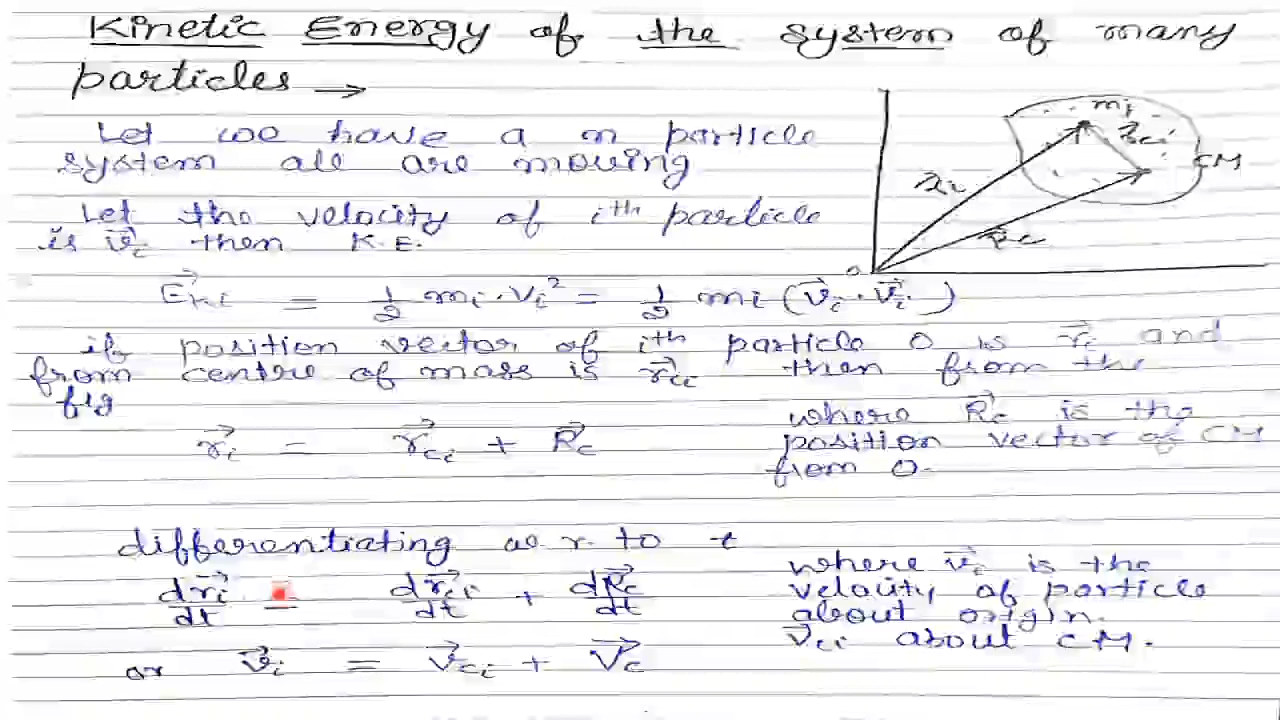 Kinetic Energy of the system of many
particles →
Let we have a n particle
system all are moving
Let the velocity of ith particle
is v⃗i then K.E.
E⃗ki = 1/2 mi·vi² = 1/2 mi (v⃗i · v⃗i)
if position vector of ith particle O is r⃗i and
from centre of mass is r⃗ci then from the
fig
r⃗i = r⃗ci + R⃗c
where R⃗c is the
position vector of CM
from O.
mi
rci
CM
ri
Rc
O
differentiating w r to t
dr⃗i/dt = dr⃗ci/dt + dR⃗c/dt
or v⃗i = v⃗ci + V⃗c
where v⃗i is the
velocity of particle
about origin.
v⃗ci about CM.